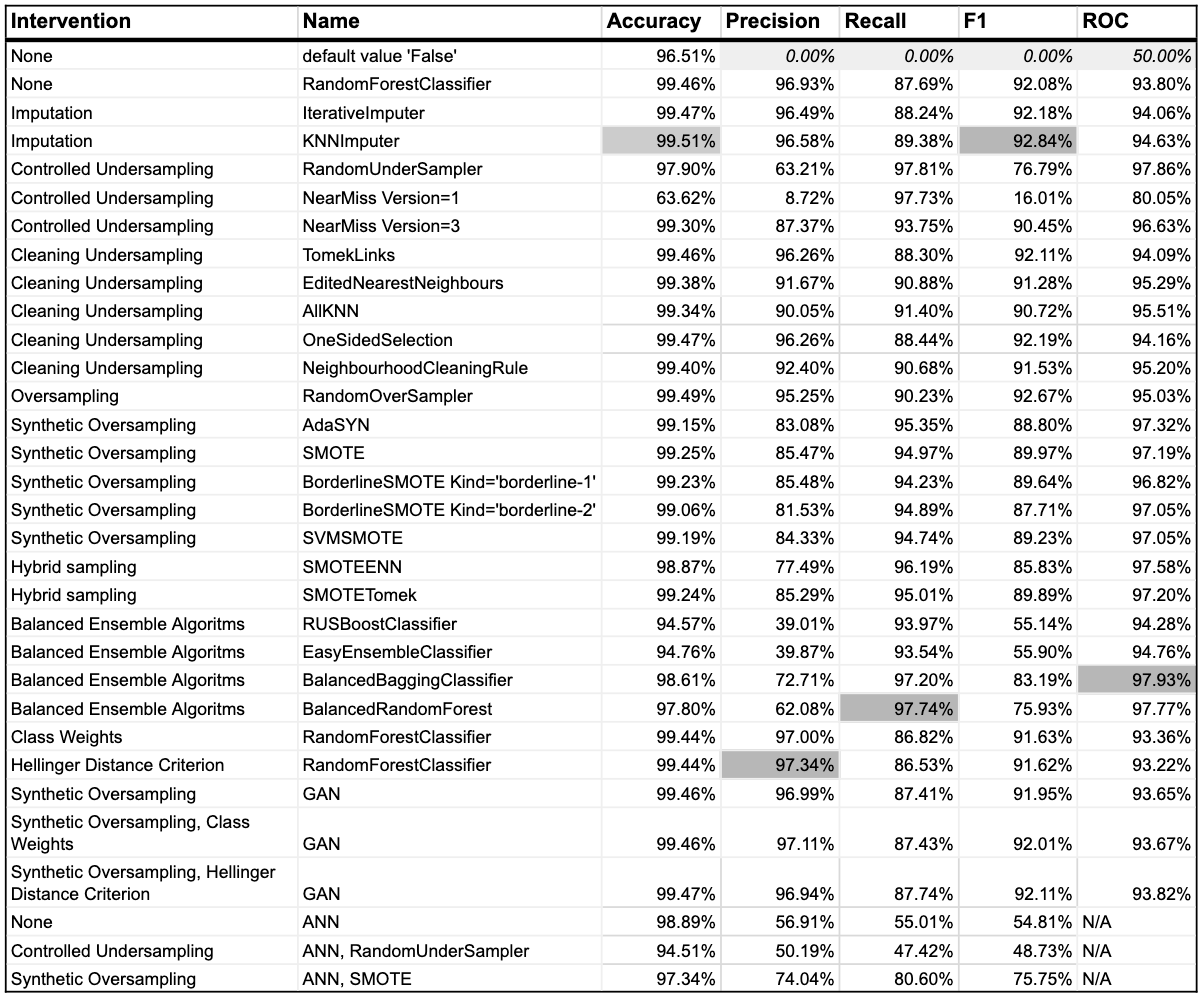 Intervention Name Accuracy Precision Recall F1 ROC
None default value 'False' 96.51% 0.00% 0.00% 0.00% 50.00%
None RandomForestClassifier 99.46% 96.93% 87.69% 92.08% 93.80%
Imputation IterativeImputer 99.47% 96.49% 88.24% 92.18% 94.06%
Imputation KNNImputer 99.51% 96.58% 89.38% 92.84% 94.63%
Controlled Undersampling RandomUnderSampler 97.90% 63.21% 97.81% 76.79% 97.86%
Controlled Undersampling NearMiss Version=1 63.62% 8.72% 97.73% 16.01% 80.05%
Controlled Undersampling NearMiss Version=3 99.30% 87.37% 93.75% 90.45% 96.63%
Cleaning Undersampling TomekLinks 99.46% 96.26% 88.30% 92.11% 94.09%
Cleaning Undersampling EditedNearestNeighbours 99.38% 91.67% 90.88% 91.28% 95.29%
Cleaning Undersampling AllKNN 99.34% 90.05% 91.40% 90.72% 95.51%
Cleaning Undersampling OneSidedSelection 99.47% 96.26% 88.44% 92.19% 94.16%
Cleaning Undersampling NeighbourhoodCleaningRule 99.40% 92.40% 90.68% 91.53% 95.20%
Oversampling RandomOverSampler 99.49% 95.25% 90.23% 92.67% 95.03%
Synthetic Oversampling AdaSYN 99.15% 83.08% 95.35% 88.80% 97.32%
Synthetic Oversampling SMOTE 99.25% 85.47% 94.97% 89.97% 97.19%
Synthetic Oversampling BorderlineSMOTE Kind='borderline-1' 99.23% 85.48% 94.23% 89.64% 96.82%
Synthetic Oversampling BorderlineSMOTE Kind='borderline-2' 99.06% 81.53% 94.89% 87.71% 97.05%
Synthetic Oversampling SVMSMOTE 99.19% 84.33% 94.74% 89.23% 97.05%
Hybrid sampling SMOTEENN 98.87% 77.49% 96.19% 85.83% 97.58%
Hybrid sampling SMOTETomek 99.24% 85.29% 95.01% 89.89% 97.20%
Balanced Ensemble Algoritms RUSBoostClassifier 94.57% 39.01% 93.97% 55.14% 94.28%
Balanced Ensemble Algoritms EasyEnsembleClassifier 94.76% 39.87% 93.54% 55.90% 94.76%
Balanced Ensemble Algoritms BalancedBaggingClassifier 98.61% 72.71% 97.20% 83.19% 97.93%
Balanced Ensemble Algoritms BalancedRandomForest 97.80% 62.08% 97.74% 75.93% 97.77%
Class Weights RandomForestClassifier 99.44% 97.00% 86.82% 91.63% 93.36%
Hellinger Distance Criterion RandomForestClassifier 99.44% 97.34% 86.53% 91.62% 93.22%
Synthetic Oversampling GAN 99.46% 96.99% 87.41% 91.95% 93.65%
Synthetic Oversampling, Class
Weights GAN 99.46% 97.11% 87.43% 92.01% 93.67%
Synthetic Oversampling, Hellinger
Distance Criterion GAN 99.47% 96.94% 87.74% 92.11% 93.82%
None ANN 98.89% 56.91% 55.01% 54.81% N/A
Controlled Undersampling ANN, RandomUnderSampler 94.51% 50.19% 47.42% 48.73% N/A
Synthetic Oversampling ANN, SMOTE 97.34% 74.04% 80.60% 75.75% N/A